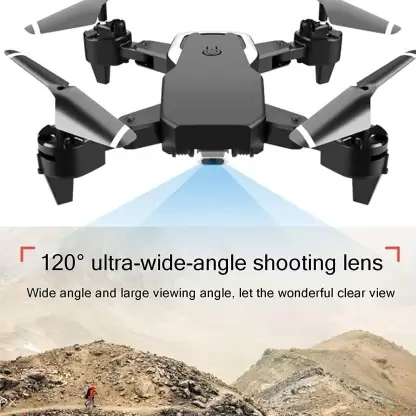 120° ultra-wide-angle shooting lens
Wide angle and large viewing angle, let the wonderful clear view